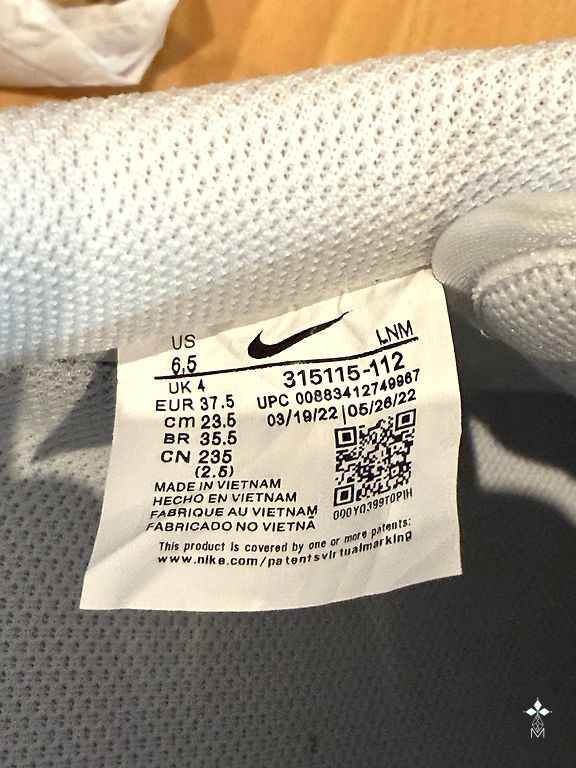 US
6.5
LNM
UK 4
EUR 37.5
cm 23.5
BR 35.5
CN 235
(2.5)
315115-112
UPC 00883412749967
03/19/22 | 05/26/22
000Y0399T0PIH
MADE IN VIETNAM
HECHO EN VIETNAM
FABRIQUE AU VIETNAM
FABRICADO NO VIETNÃ
This product is covered by one or more patents:
www.nike.com/patentsvirtualmarking
M